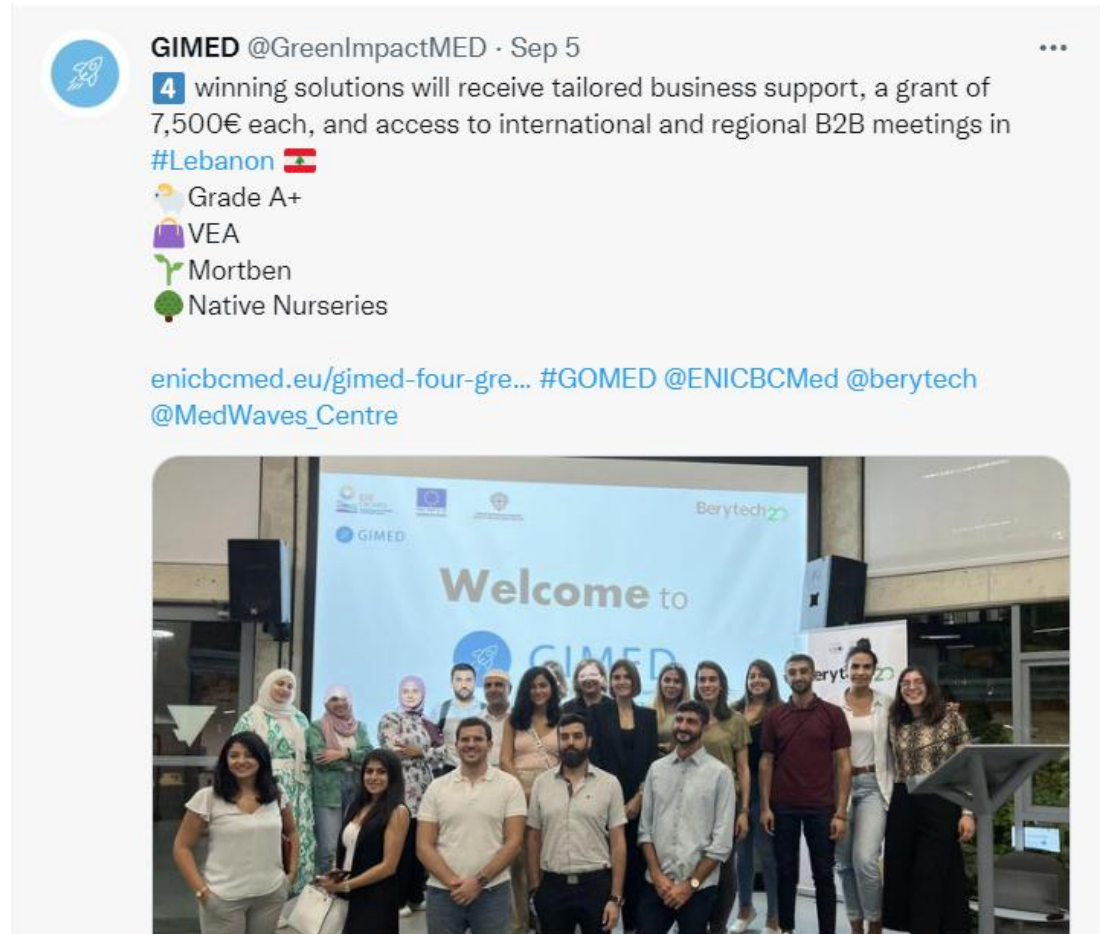 GIMED @GreenImpactMED · Sep 5
4 winning solutions will receive tailored business support, a grant of
7,500€ each, and access to international and regional B2B meetings in
#Lebanon 🇱🇧
🐏Grade A+
👜VEA
🌱Mortben
🌳Native Nurseries
enicbcmed.eu/gimed-four-gre... #GOMED @ENICBCMed @berytech
@MedWaves_Centre
Berytech20
GIMED
Welcome to
GIMED